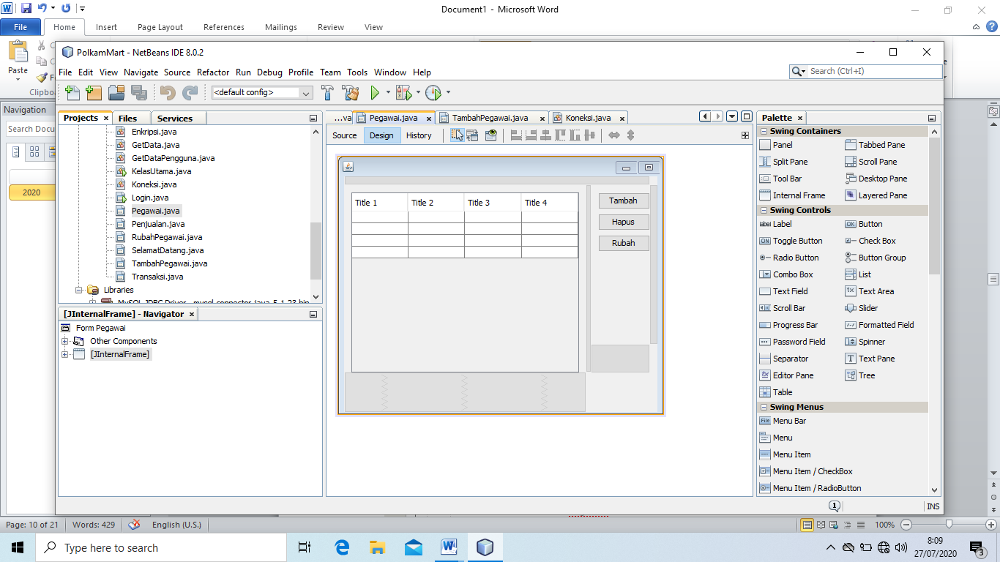 Document1 - Microsoft Word
File Home Insert Page Layout References Mailings Review View
Paste
Clipbo
Navigation
Search Docu
2020
PolkamMart - NetBeans IDE 8.0.2
File Edit View Navigate Source Refactor Run Debug Profile Team Tools Window Help
Search (Ctrl+I)
<default config>
Projects Files Services
Enkripsi.java
GetData.java
GetDataPengguna.java
KelasUtama.java
Koneksi.java
Login.java
Pegawai.java
Penjualan.java
RubahPegawai.java
SelamatDatang.java
TambahPegawai.java
Transaksi.java
Libraries
MySQL JDBC Driver - mysql-connector-java-5.1.23-bin
[JInternalFrame] - Navigator
Form Pegawai
Other Components
[JInternalFrame]
...va Pegawai.java TambahPegawai.java Koneksi.java
Source Design History
Title 1 Title 2 Title 3 Title 4
Tambah
Hapus
Rubah
Palette
Swing Containers
Panel Tabbed Pane
Split Pane Scroll Pane
Tool Bar Desktop Pane
Internal Frame Layered Pane
Swing Controls
label Label OK Button
ON Toggle Button Check Box
Radio Button Button Group
Combo Box List
Text Field Text Area
Scroll Bar Slider
Progress Bar Formatted Field
Password Field Spinner
Separator Text Pane
Editor Pane Tree
Table
Swing Menus
File Menu Bar
Menu
Menu Item
Menu Item / CheckBox
Menu Item / RadioButton
1 INS
Page: 10 of 21 Words: 429 English (U.S.) 100%
Type here to search
8:09
27/07/2020
3